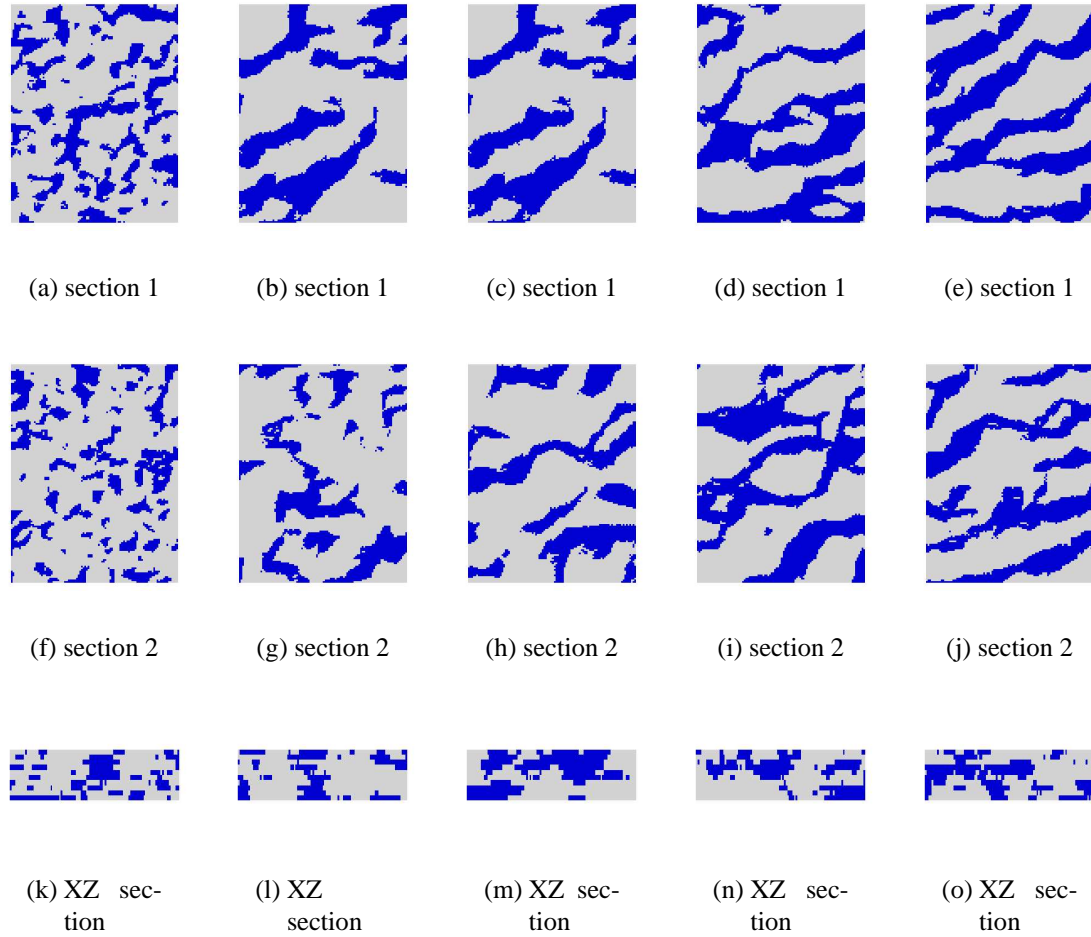 (a) section 1
(b) section 1
(c) section 1
(d) section 1
(e) section 1
(f) section 2
(g) section 2
(h) section 2
(i) section 2
(j) section 2
(k) XZ sec-
tion
(l) XZ
section
(m) XZ sec-
tion
(n) XZ sec-
tion
(o) XZ sec-
tion